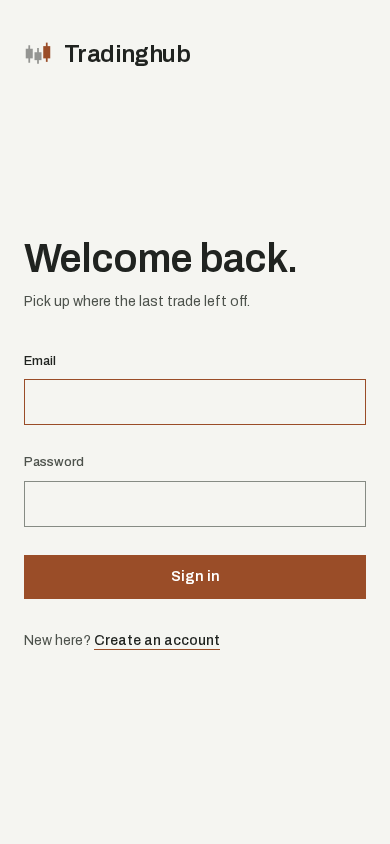 Tradinghub
Welcome back.
Pick up where the last trade left off.
Email
Password
Sign in
New here? Create an account